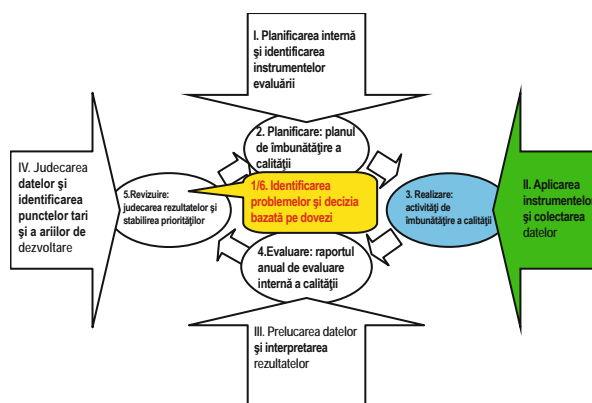 I. Planificarea internă
şi identificarea
instrumentelor
evaluării
2. Planificare: planul
de îmbunătăţire a
calităţii
IV. Judecarea
datelor şi
identificarea
punctelor tari
şi a ariilor de
dezvoltare
5.Revizuire:
judecarea rezultatelor şi
stabilirea priorităţilor
1/6. Identificarea
problemelor şi decizia
bazată pe dovezi
3. Realizare:
activităţi de
îmbunătăţire a calităţii
II. Aplicarea
instrumentelor
şi colectarea
datelor
4.Evaluare: raportul
anual de evaluare
internă a calităţii
III. Prelucarea datelor
şi interpretarea
rezultatelor